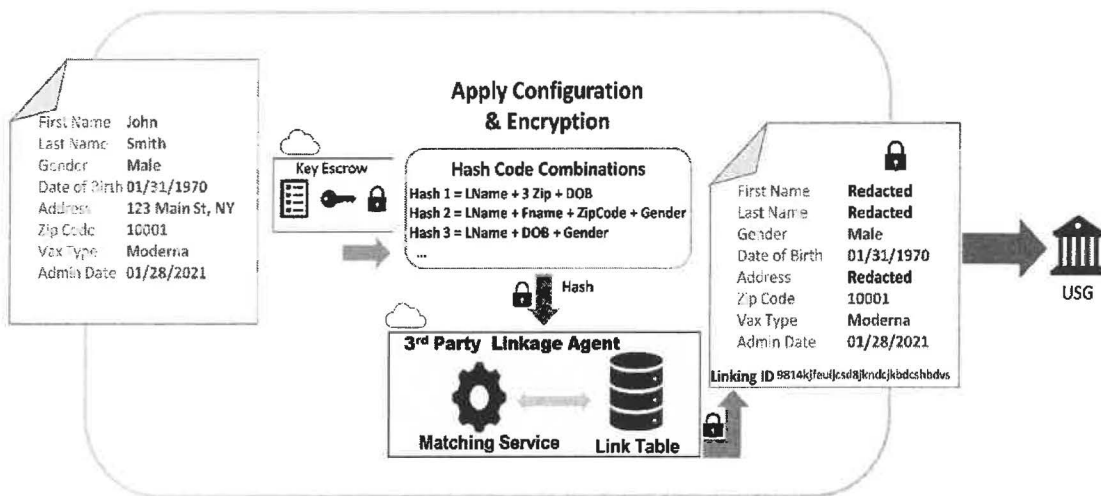 First Name John
Last Name Smith
Gender Male
Date of Birth 01/31/1970
Address 123 Main St, NY
Zip Code 10001
Vax Type Moderna
Admin Date 01/28/2021
Key Escrow
Apply Configuration
& Encryption
Hash Code Combinations
Hash 1 = LName + 3 Zip + DOB
Hash 2 = LName + Fname + ZipCode + Gender
Hash 3 = LName + DOB + Gender
...
Hash
3rd Party Linkage Agent
Matching Service
Link Table
First Name Redacted
Last Name Redacted
Gender Male
Date of Birth 01/31/1970
Address Redacted
Zip Code 10001
Vax Type Moderna
Admin Date 01/28/2021
Linking ID
USG